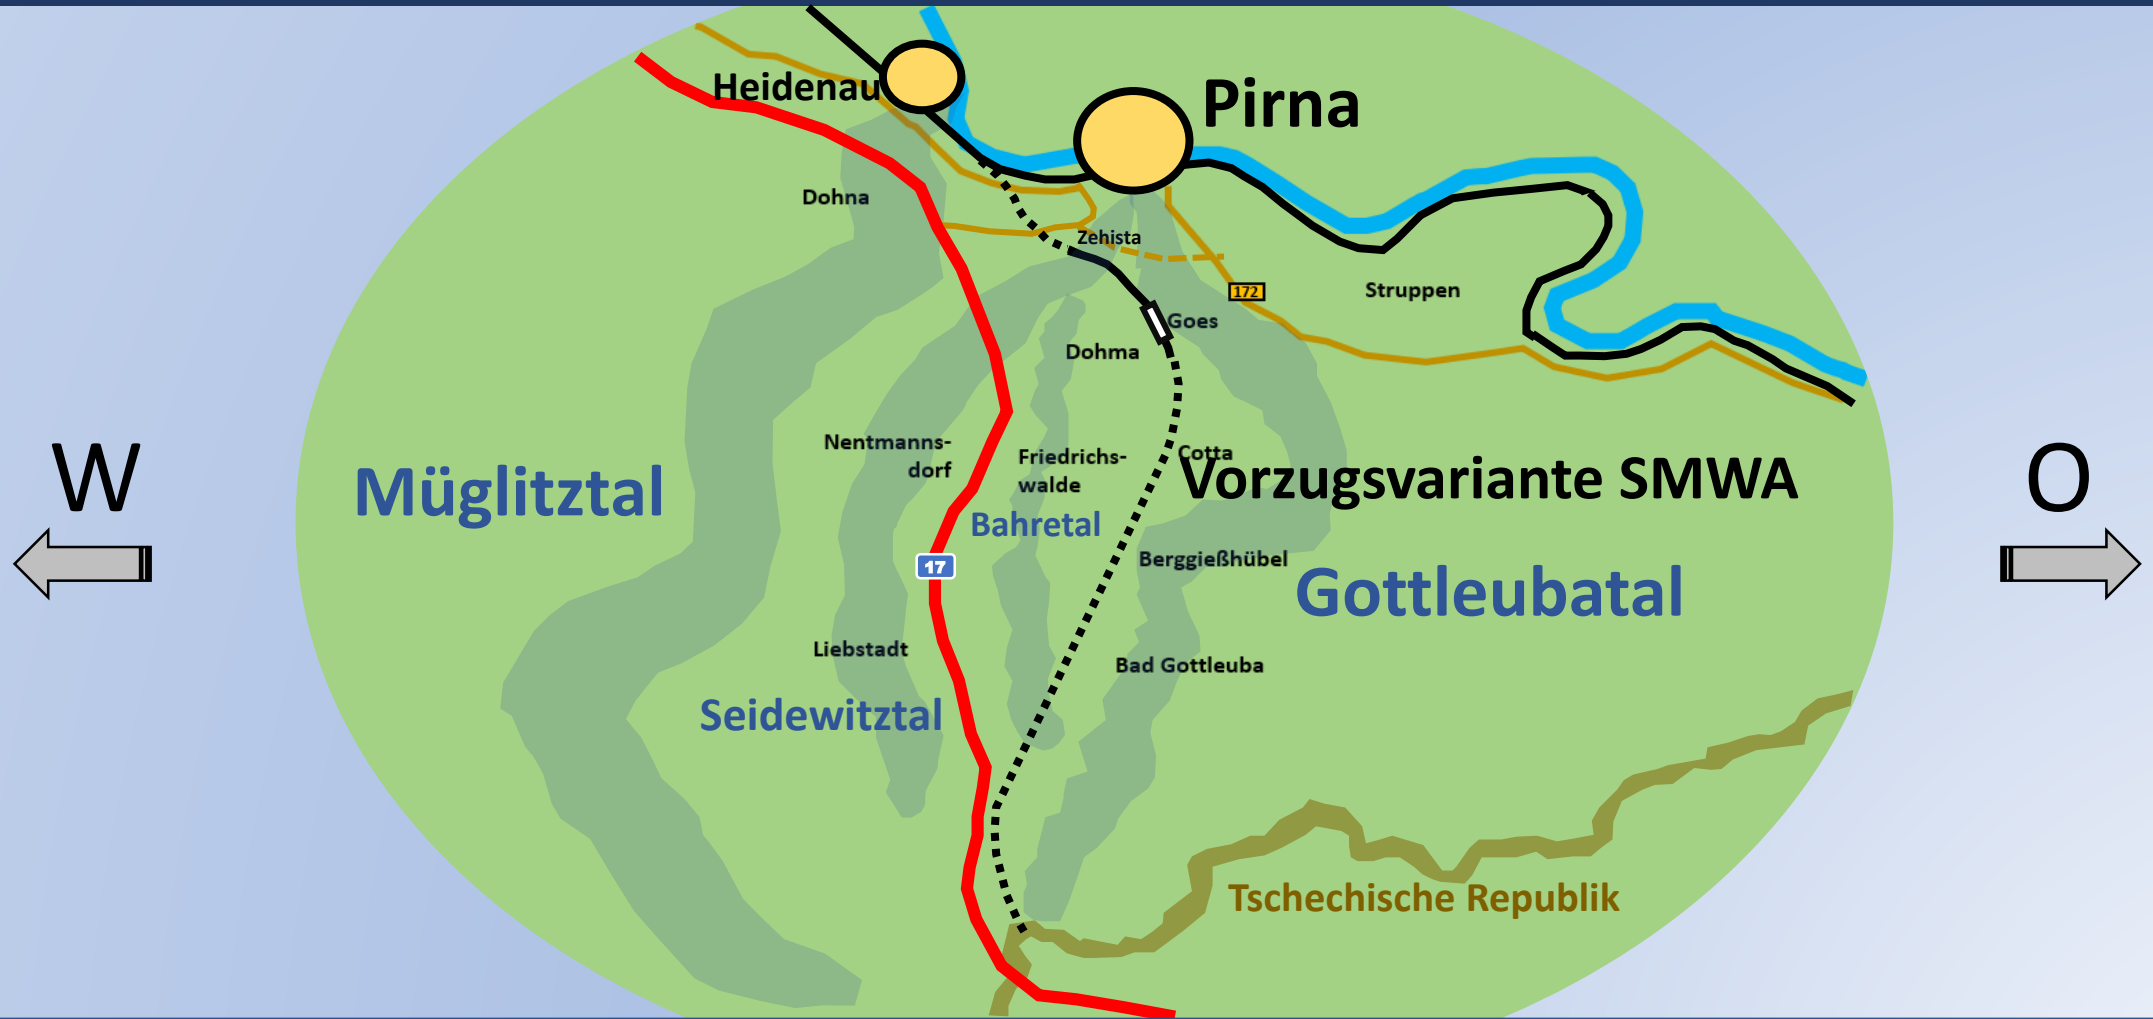 Heidenau
Pirna
Dohna
Zehista
172
Struppen
Goes
Dohma
W
O
Nentmanns-
dorf
Friedrichs-
walde
Cotta
Müglitztal
Vorzugsvariante SMWA
Bahretal
17
Berggießhübel
Gottleubatal
Liebstadt
Bad Gottleuba
Seidewitztal
Tschechische Republik